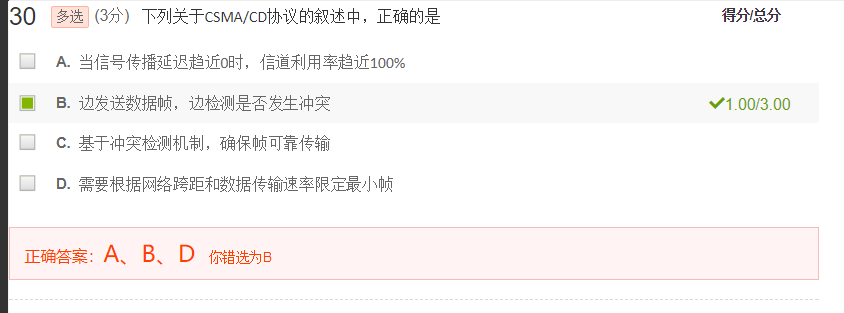 30 多选 (3分) 下列关于CSMA/CD协议的叙述中，正确的是 得分/总分
A. 当信号传播延迟趋近0时，信道利用率趋近100%
B. 边发送数据帧，边检测是否发生冲突 1.00/3.00
C. 基于冲突检测机制，确保帧可靠传输
D. 需要根据网络跨距和数据传输速率限定最小帧
正确答案：A、B、D 你错选为B